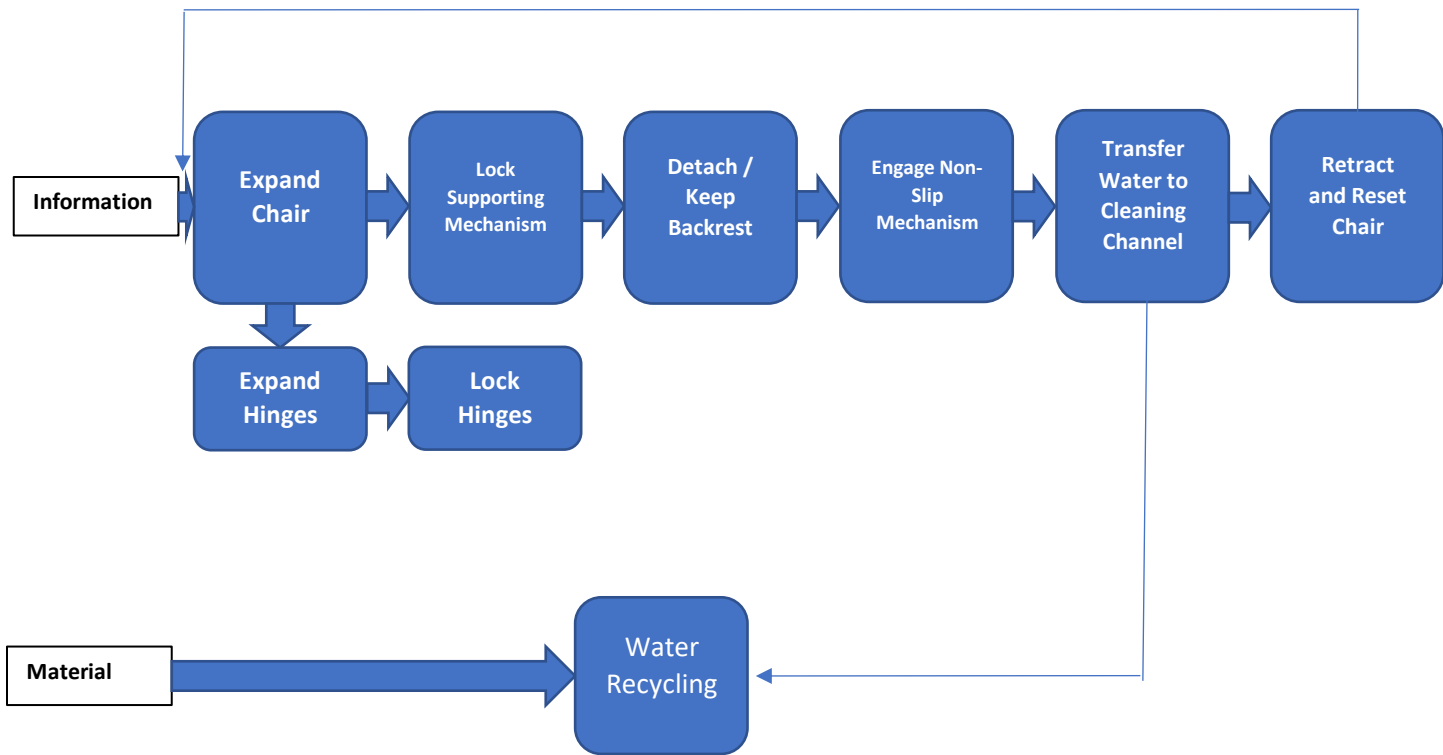 Information
Expand
Chair
Lock
Supporting
Mechanism
Detach /
Keep
Backrest
Engage Non-
Slip
Mechanism
Transfer
Water to
Cleaning
Channel
Retract
and Reset
Chair
Expand
Hinges
Lock
Hinges
Material
Water
Recycling